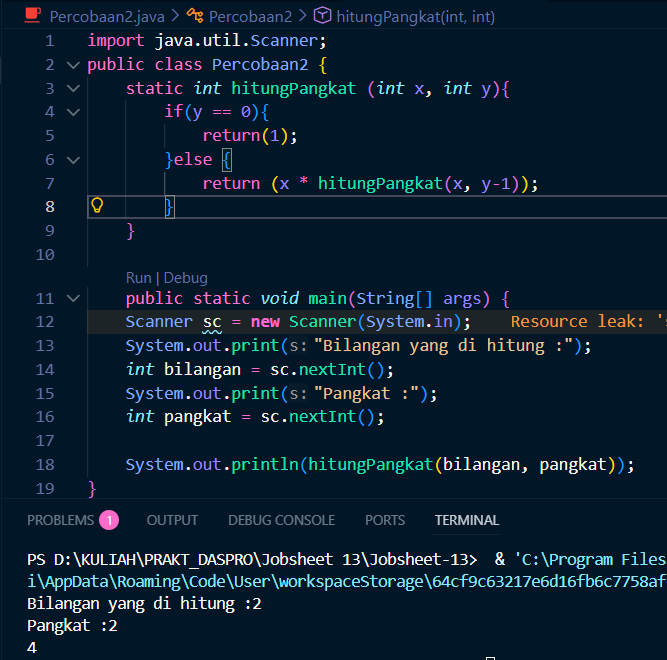 Percobaan2.java > Percobaan2 > hitungPangkat(int, int)
1 import java.util.Scanner;
2 public class Percobaan2 {
3 static int hitungPangkat (int x, int y){
4 if(y == 0){
5 return(1);
6 }else {
7 return (x * hitungPangkat(x, y-1));
8 }
9 }
10
Run | Debug
11 public static void main(String[] args) {
12 Scanner sc = new Scanner(System.in); Resource leak: '
13 System.out.print(s:"Bilangan yang di hitung :");
14 int bilangan = sc.nextInt();
15 System.out.print(s:"Pangkat :");
16 int pangkat = sc.nextInt();
17
18 System.out.println(hitungPangkat(bilangan, pangkat));
19 }
PROBLEMS 1 OUTPUT DEBUG CONSOLE PORTS TERMINAL
PS D:\KULIAH\PRAKT_DASPRO\Jobsheet 13\Jobsheet-13> & 'C:\Program Files
i\AppData\Roaming\Code\User\workspaceStorage\64cf9c63217e6d16fb6c7758af
Bilangan yang di hitung :2
Pangkat :2
4